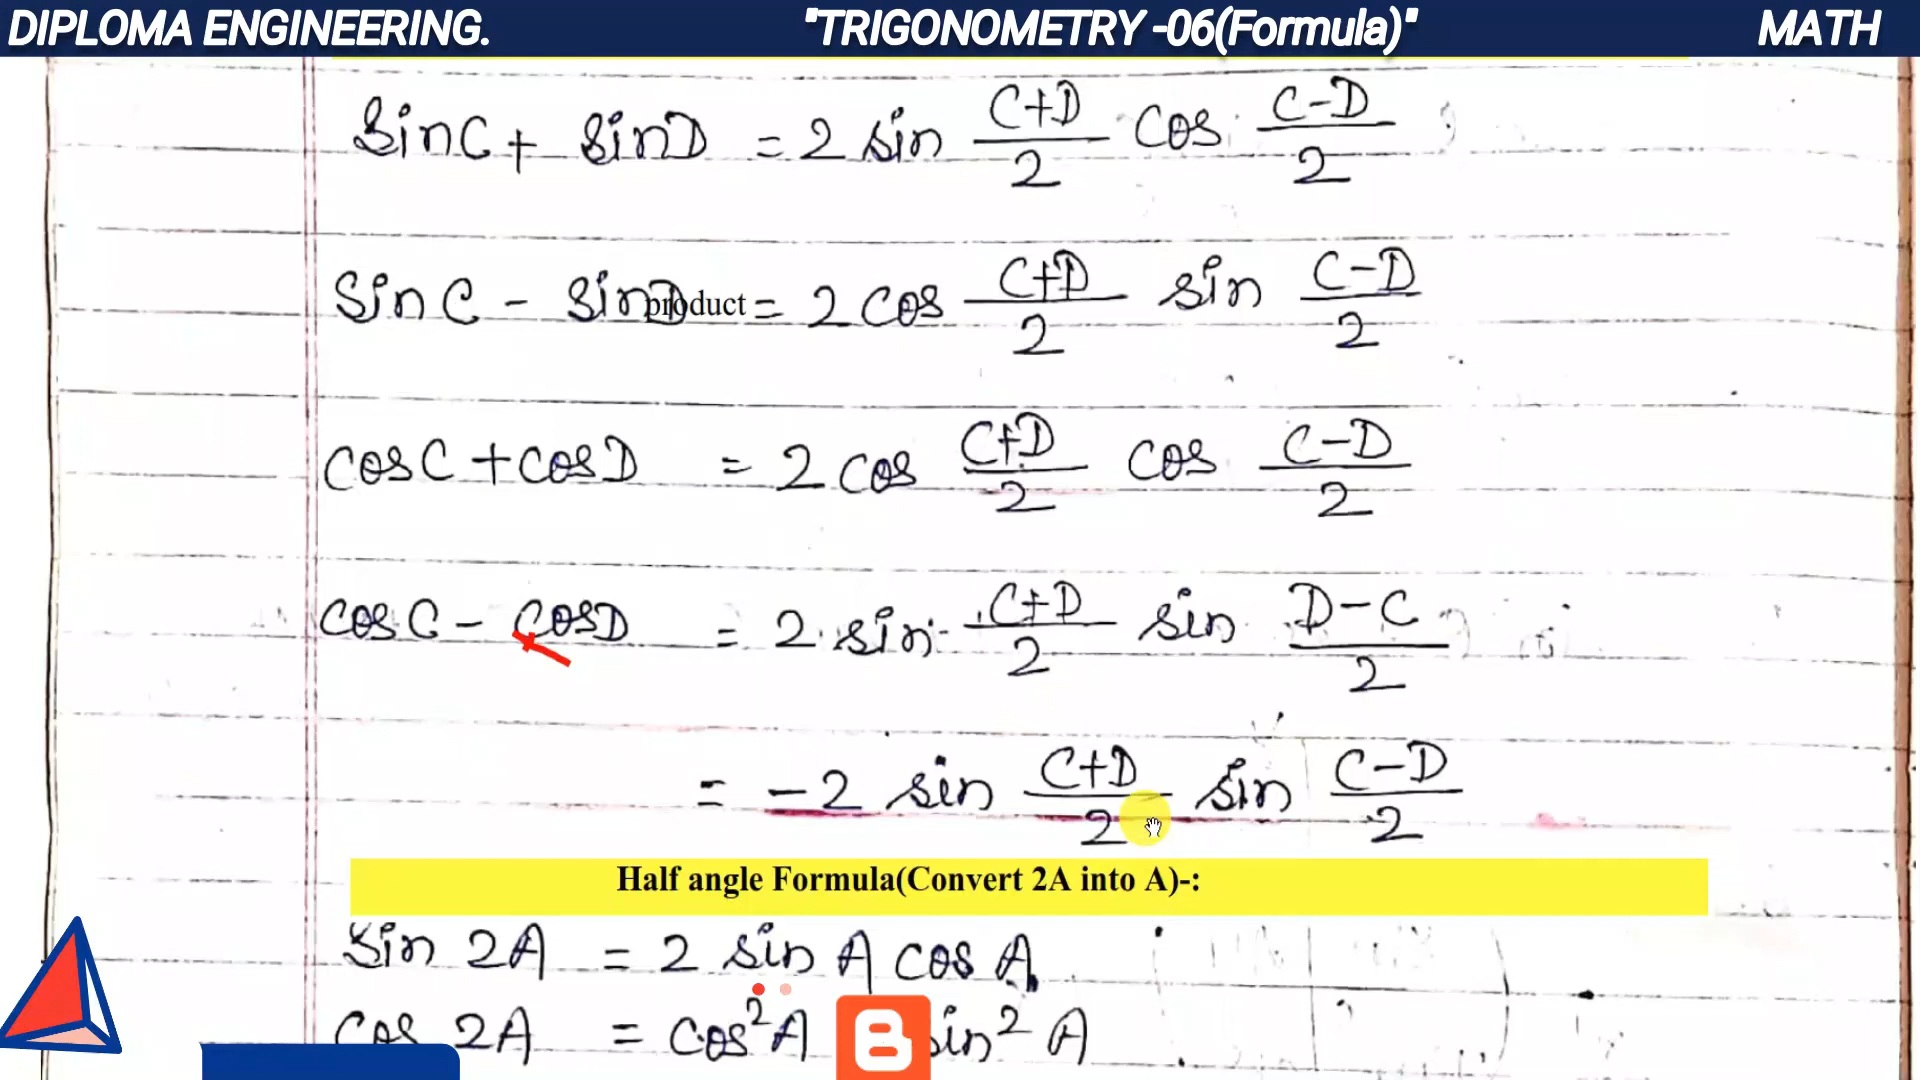 DIPLOMA ENGINEERING. "TRIGONOMETRY -06(Formula)" MATH
sinC + sinD = 2 sin C+D/2 cos C-D/2
sinC - sinD product = 2 cos C+D/2 sin C-D/2
cosC + cosD = 2 cos C+D/2 cos C-D/2
cosC - cosD = 2 sin C+D/2 sin D-C/2
= -2 sin C+D/2 sin C-D/2
Half angle Formula(Convert 2A into A)-:
sin 2A = 2 sin A cos A
cos 2A = cos²A sin² A